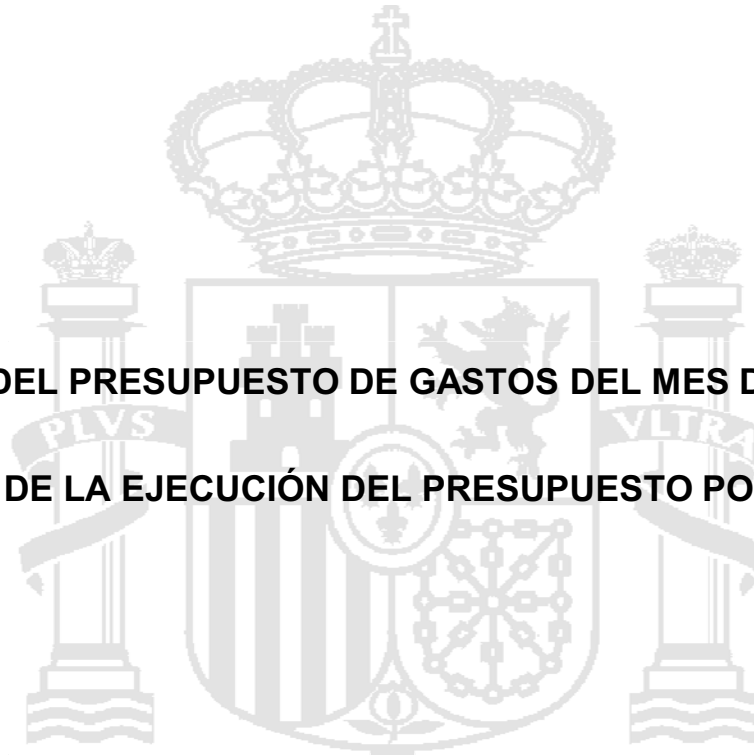 DEL PRESUPUESTO DE GASTOS DEL MES D
DE LA EJECUCIÓN DEL PRESUPUESTO PO
PLVS
VLTRA